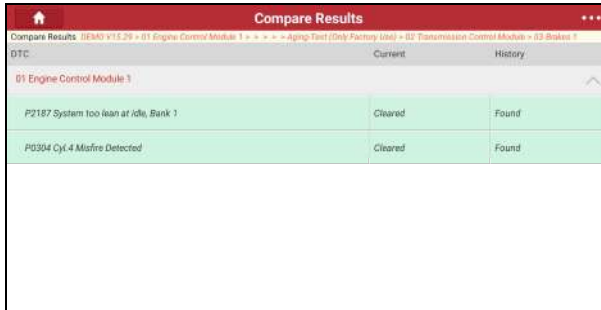 Compare Results
Compare Results DEMO V15.29 > 01 Engine Control Module 1 > > > > > Aging Test (Only Factory Use) > 02 Transmission Control Module > 03 Brakes 1
DTC Current History
01 Engine Control Module 1
P2187 System too lean at idle, Bank 1 Cleared Found
P0304 Cyl.4 Misfire Detected Cleared Found